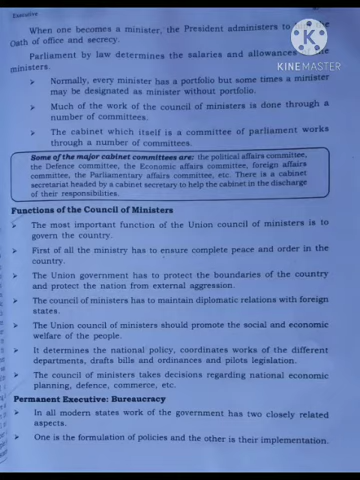 Executive
When one becomes a minister, the President administers to
Oath of office and secrecy.
Parliament by law determines the salaries and allowances
ministers.
➢ Normally, every minister has a portfolio but some times a minister
may be designated as minister without portfolio.
➢ Much of the work of the council of ministers is done through a
number of committees.
➢ The cabinet which itself is a committee of parliament works
through a number of committees.
Some of the major cabinet committees are: the political affairs committee,
the Defence committee, the Economic affairs committee, foreign affairs
committee, the Parliamentary affairs committee, etc. There is a cabinet
secretariat headed by a cabinet secretary to help the cabinet in the discharge
of their responsibilities.
Functions of the Council of Ministers
➢ The most important function of the Union council of ministers is to
govern the country.
➢ First of all the ministry has to ensure complete peace and order in the
country.
➢ The Union government has to protect the boundaries of the country
and protect the nation from external aggression.
➢ The council of ministers has to maintain diplomatic relations with foreign
states.
➢ The Union council of ministers should promote the social and economic
welfare of the people.
➢ It determines the national policy, coordinates works of the different
departments, drafts bills and ordinances and pilots legislation.
➢ The council of ministers takes decisions regarding national economic
planning, defence, commerce, etc.
Permanent Executive: Bureaucracy
➢ In all modern states work of the government has two closely related
aspects.
➢ One is the formulation of policies and the other is their implementation.
KINEMASTER